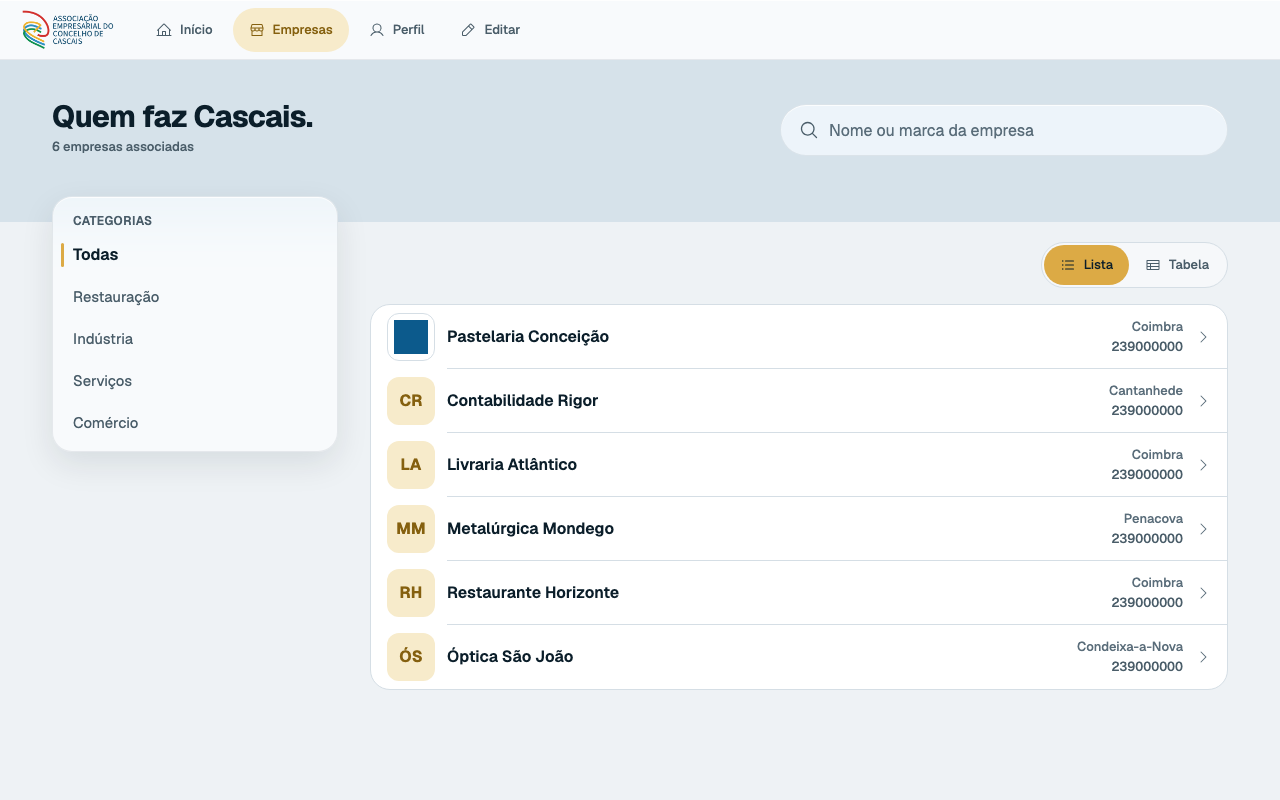 ASSOCIAÇÃO
EMPRESARIAL DO
CONCELHO DE
CASCAIS
Início
Empresas
Perfil
Editar
Quem faz Cascais.
6 empresas associadas
Nome ou marca da empresa
CATEGORIAS
Todas
Restauração
Indústria
Serviços
Comércio
Lista
Tabela
Pastelaria Conceição
Coimbra
239000000
CR
Contabilidade Rigor
Cantanhede
239000000
LA
Livraria Atlântico
Coimbra
239000000
MM
Metalúrgica Mondego
Penacova
239000000
RH
Restaurante Horizonte
Coimbra
239000000
ÓS
Óptica São João
Condeixa-a-Nova
239000000